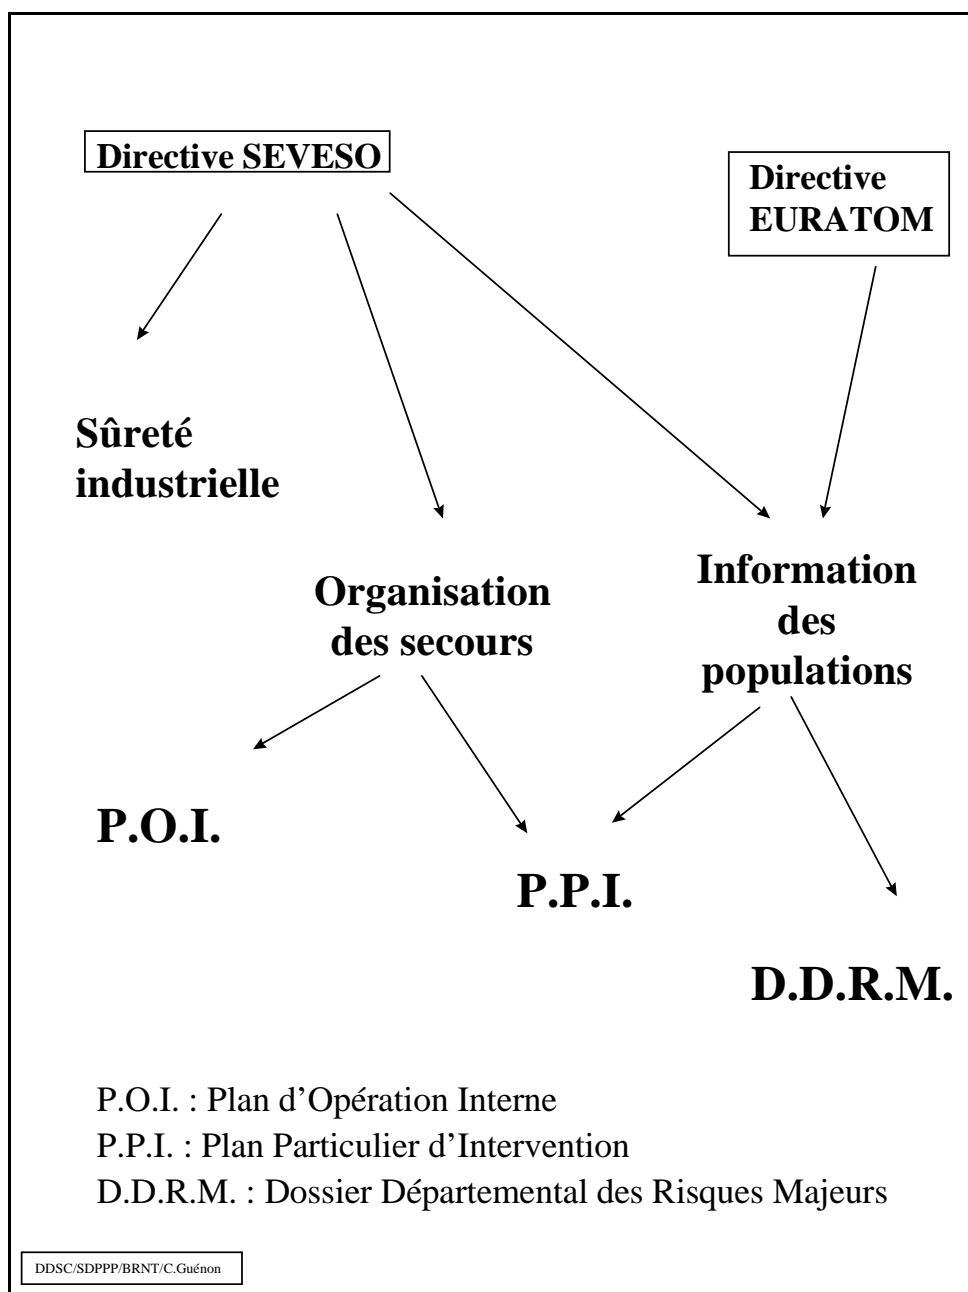 Directive SEVESO
Directive
EURATOM
Sûreté
industrielle
Organisation
des secours
Information
des
populations
P.O.I.
P.P.I.
D.D.R.M.
P.O.I. : Plan d’Opération Interne
P.P.I. : Plan Particulier d’Intervention
D.D.R.M. : Dossier Départemental des Risques Majeurs
DDSC/SDPPP/BRNT/C.Guénon